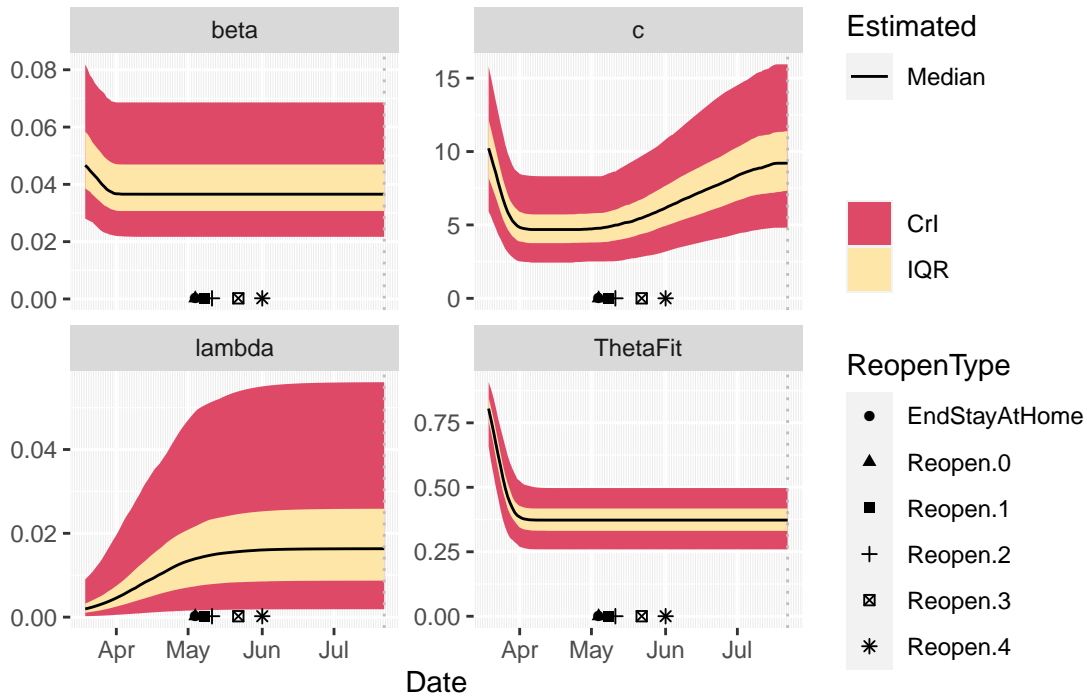 beta
c
0.08
0.06
0.04
0.02
0.00
15
10
5
0
lambda
ThetaFit
0.04
0.02
0.00
0.75
0.50
0.25
0.00
Apr May Jun Jul
Apr May Jun Jul
Date
Estimated
Median
CrI
IQR
ReopenType
EndStayAtHome
Reopen.0
Reopen.1
Reopen.2
Reopen.3
Reopen.4